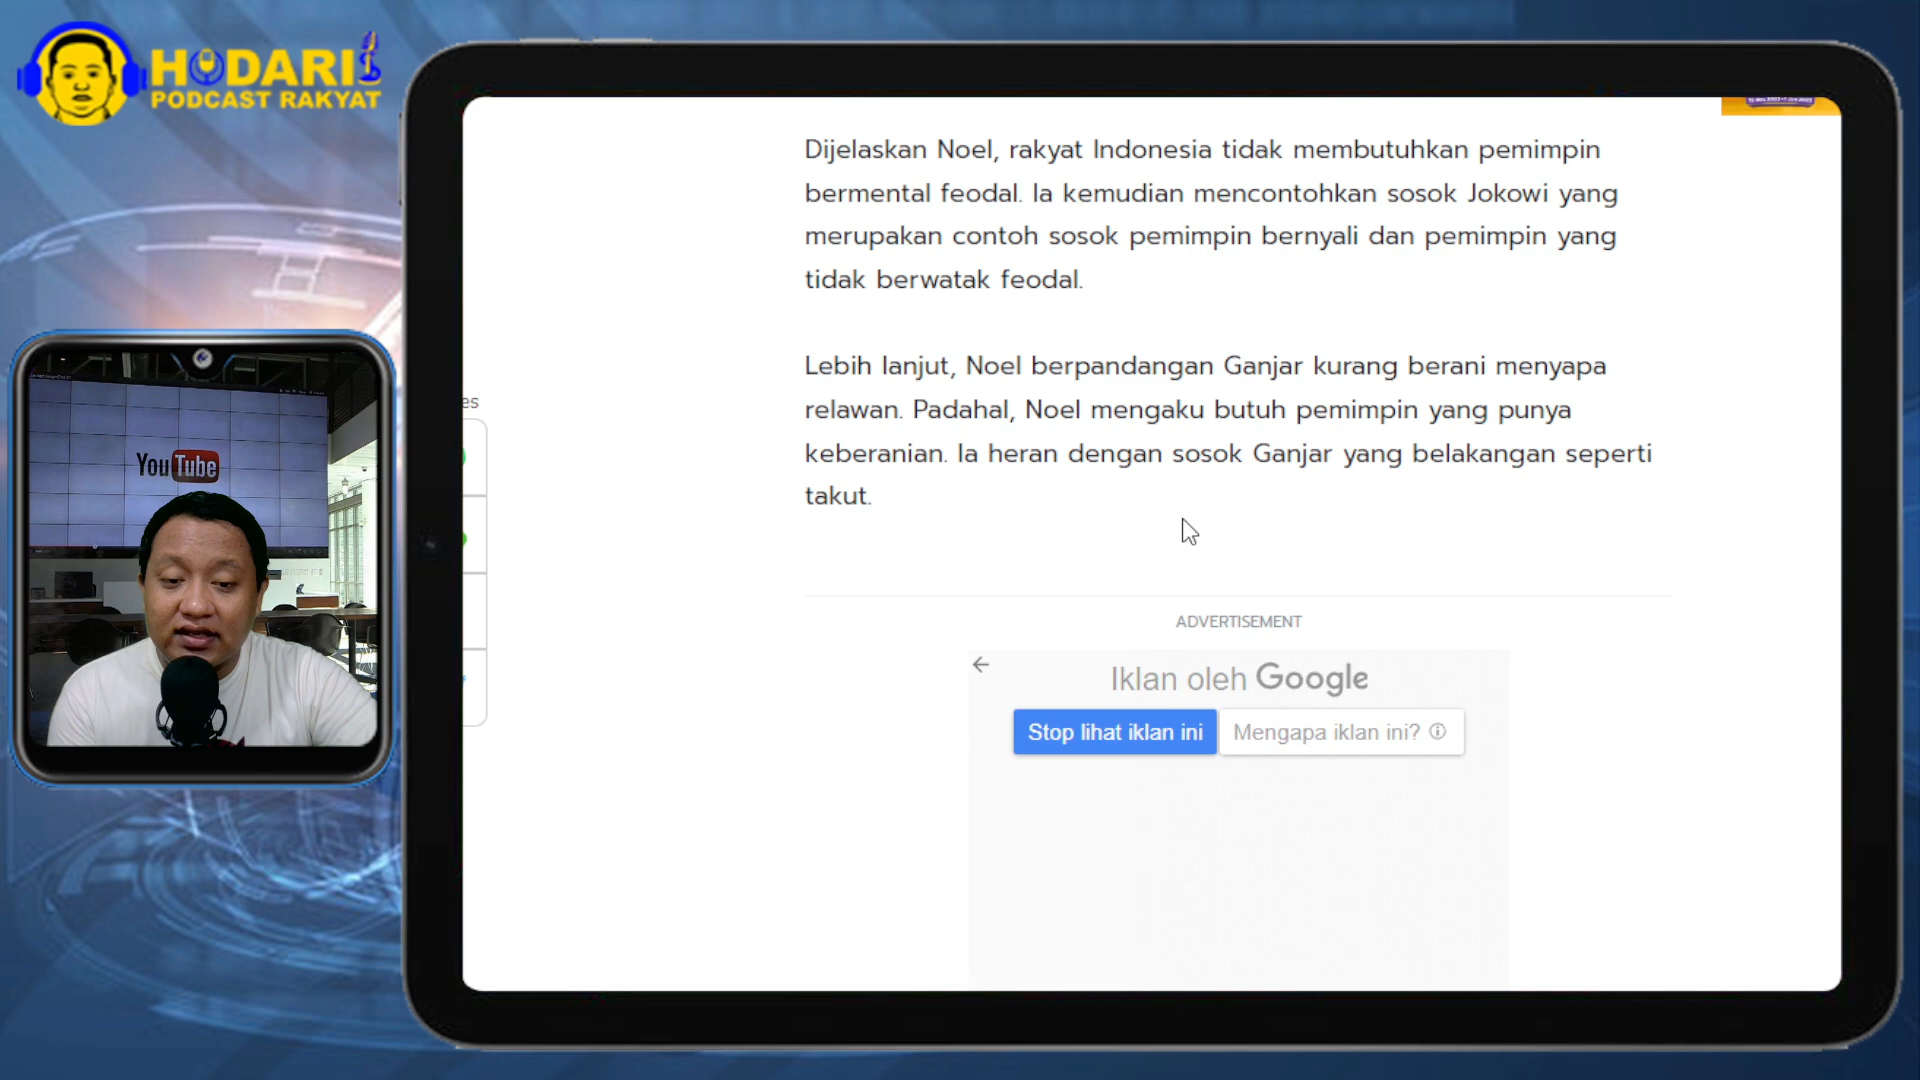 HODARI
PODCAST RAKYAT
YouTube
es
Dijelaskan Noel, rakyat Indonesia tidak membutuhkan pemimpin
bermental feodal. Ia kemudian mencontohkan sosok Jokowi yang
merupakan contoh sosok pemimpin bernyali dan pemimpin yang
tidak berwatak feodal.
Lebih lanjut, Noel berpandangan Ganjar kurang berani menyapa
relawan. Padahal, Noel mengaku butuh pemimpin yang punya
keberanian. Ia heran dengan sosok Ganjar yang belakangan seperti
takut.
ADVERTISEMENT
Iklan oleh Google
Stop lihat iklan ini
Mengapa iklan ini?